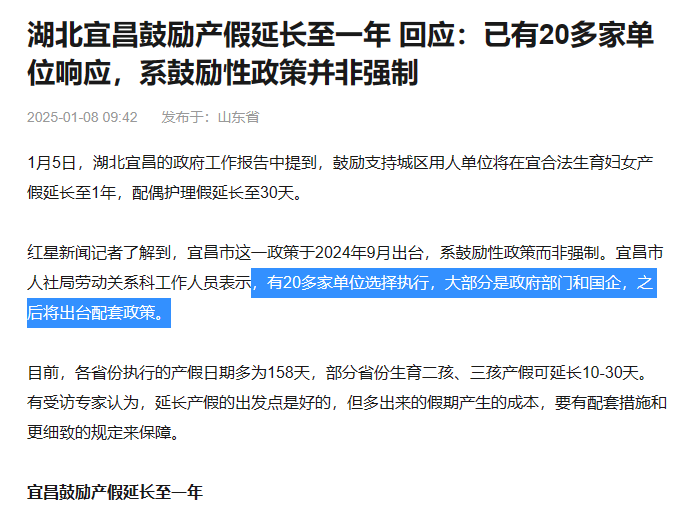 湖北宜昌鼓励产假延长至一年 回应：已有20多家单
位响应，系鼓励性政策并非强制
2025-01-08 09:42 发布于：山东省
1月5日，湖北宜昌的政府工作报告中提到，鼓励支持城区用人单位将在宜合法生育妇女产
假延长至1年，配偶护理假延长至30天。
红星新闻记者了解到，宜昌市这一政策于2024年9月出台，系鼓励性政策而非强制。宜昌市
人社局劳动关系科工作人员表示，有20多家单位选择执行，大部分是政府部门和国企，之
后将出台配套政策。
目前，各省份执行的产假日期多为158天，部分省份生育二孩、三孩产假可延长10-30天。
有受访专家认为，延长产假的出发点是好的，但多出来的假期产生的成本，要有配套措施和
更细致的规定来保障。
宜昌鼓励产假延长至一年